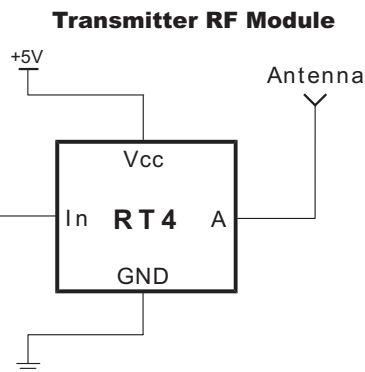 Transmitter RF Module
+5V
Antenna
Vcc
In RT4 A
GND